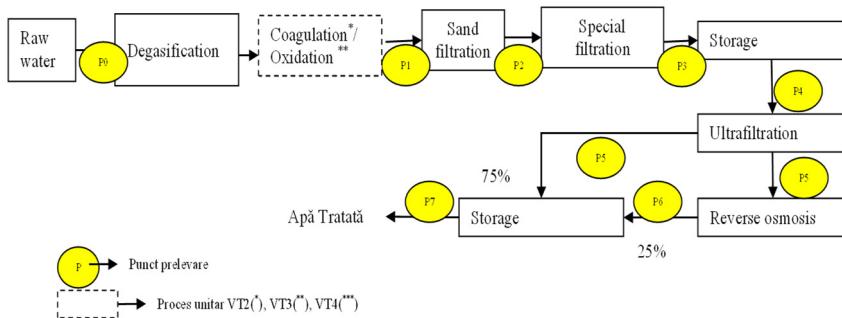 Raw
water
P0
Degasification
Coagulation*/
Oxidation **
P1
Sand
filtration
P2
Special
filtration
P3
Storage
P4
Ultrafiltration
P5
P5
75%
Reverse osmosis
P6
25%
Storage
P7
Apă Tratată
P
Punct prelevare
Proces unitar VT2(*), VT3(**), VT4(***)